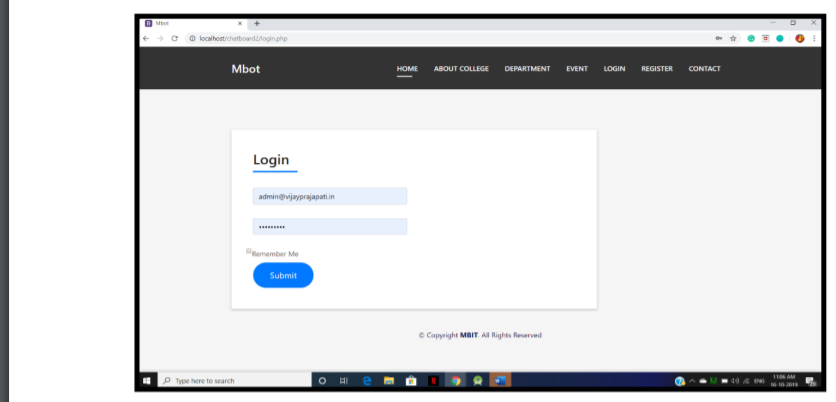 Mbot
localhost/chatboard2/login.php
Mbot HOME ABOUT COLLEGE DEPARTMENT EVENT LOGIN REGISTER CONTACT
Login
admin@vijayprajapati.in
•••••••••
Remember Me
Submit
© Copyright MBIT. All Rights Reserved
Type here to search
ENG
11:06 AM
16-10-2019